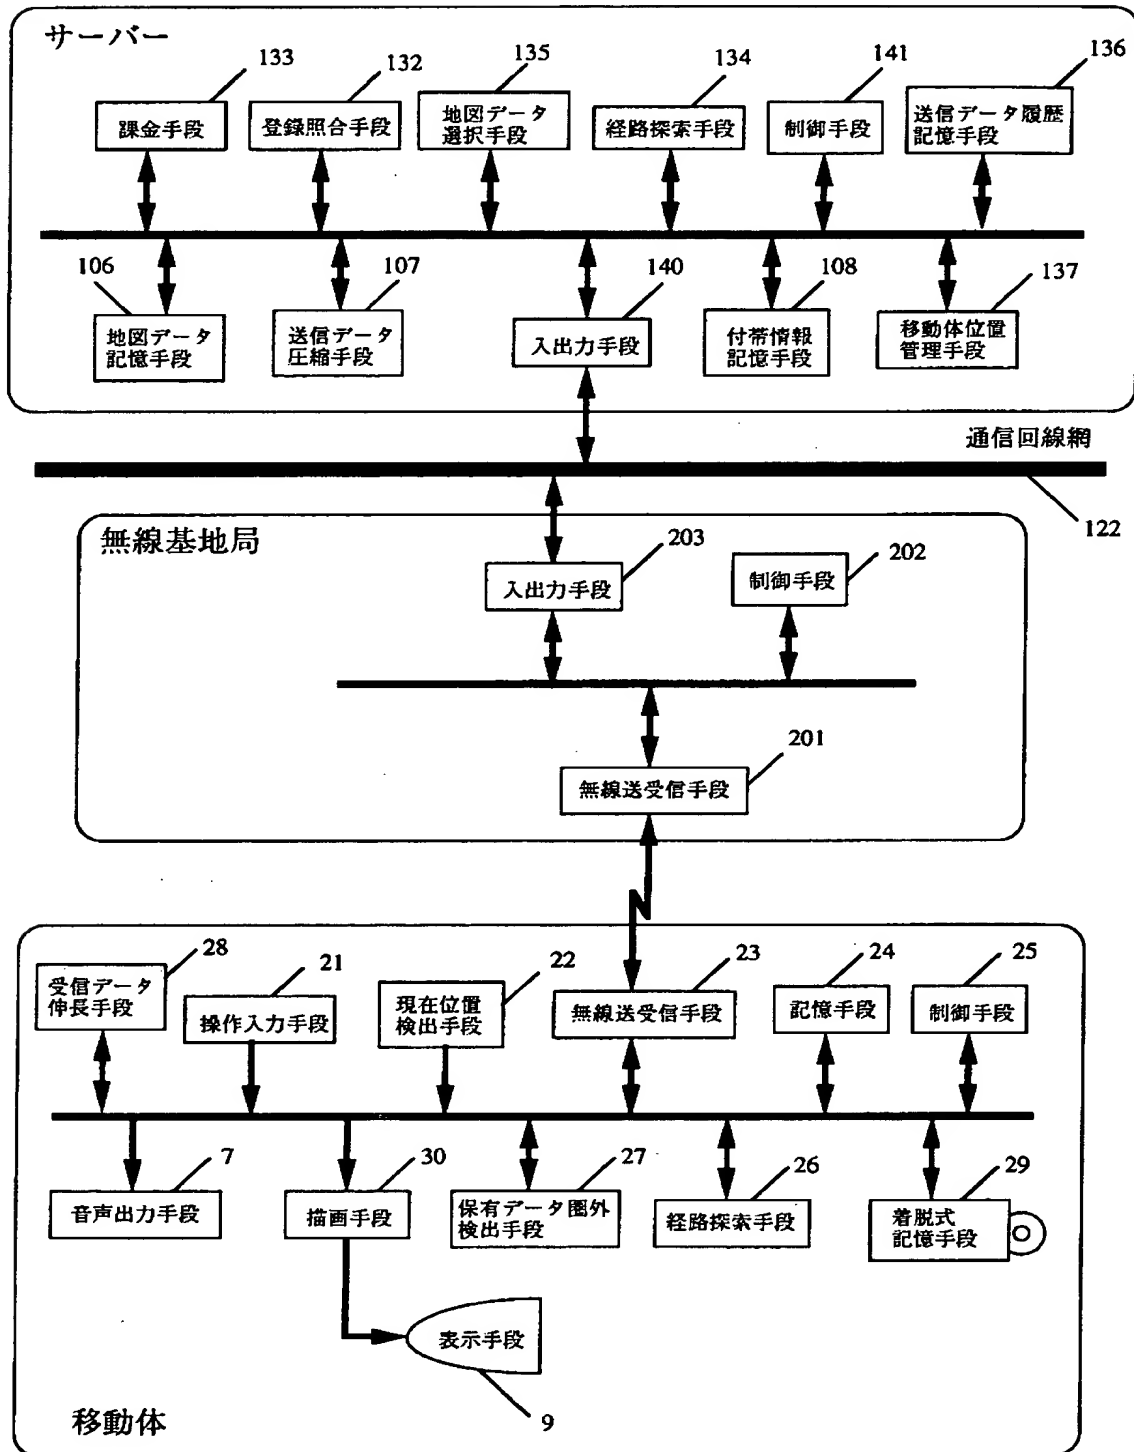 サーバー
133
132
135
134
141
136
課金手段
登録照合手段
地図データ
選択手段
経路探索手段
制御手段
送信データ履歴
記憶手段
106
107
140
108
137
地図データ
記憶手段
送信データ
圧縮手段
入出力手段
付帯情報
記憶手段
移動体位置
管理手段
通信回線網
122
無線基地局
203
202
入出力手段
制御手段
201
無線送受信手段
28
21
22
23
24
25
受信データ
伸長手段
操作入力手段
現在位置
検出手段
無線送受信手段
記憶手段
制御手段
7
30
27
26
29
音声出力手段
描画手段
保有データ圏外
検出手段
経路探索手段
着脱式
記憶手段
表示手段
9
移動体